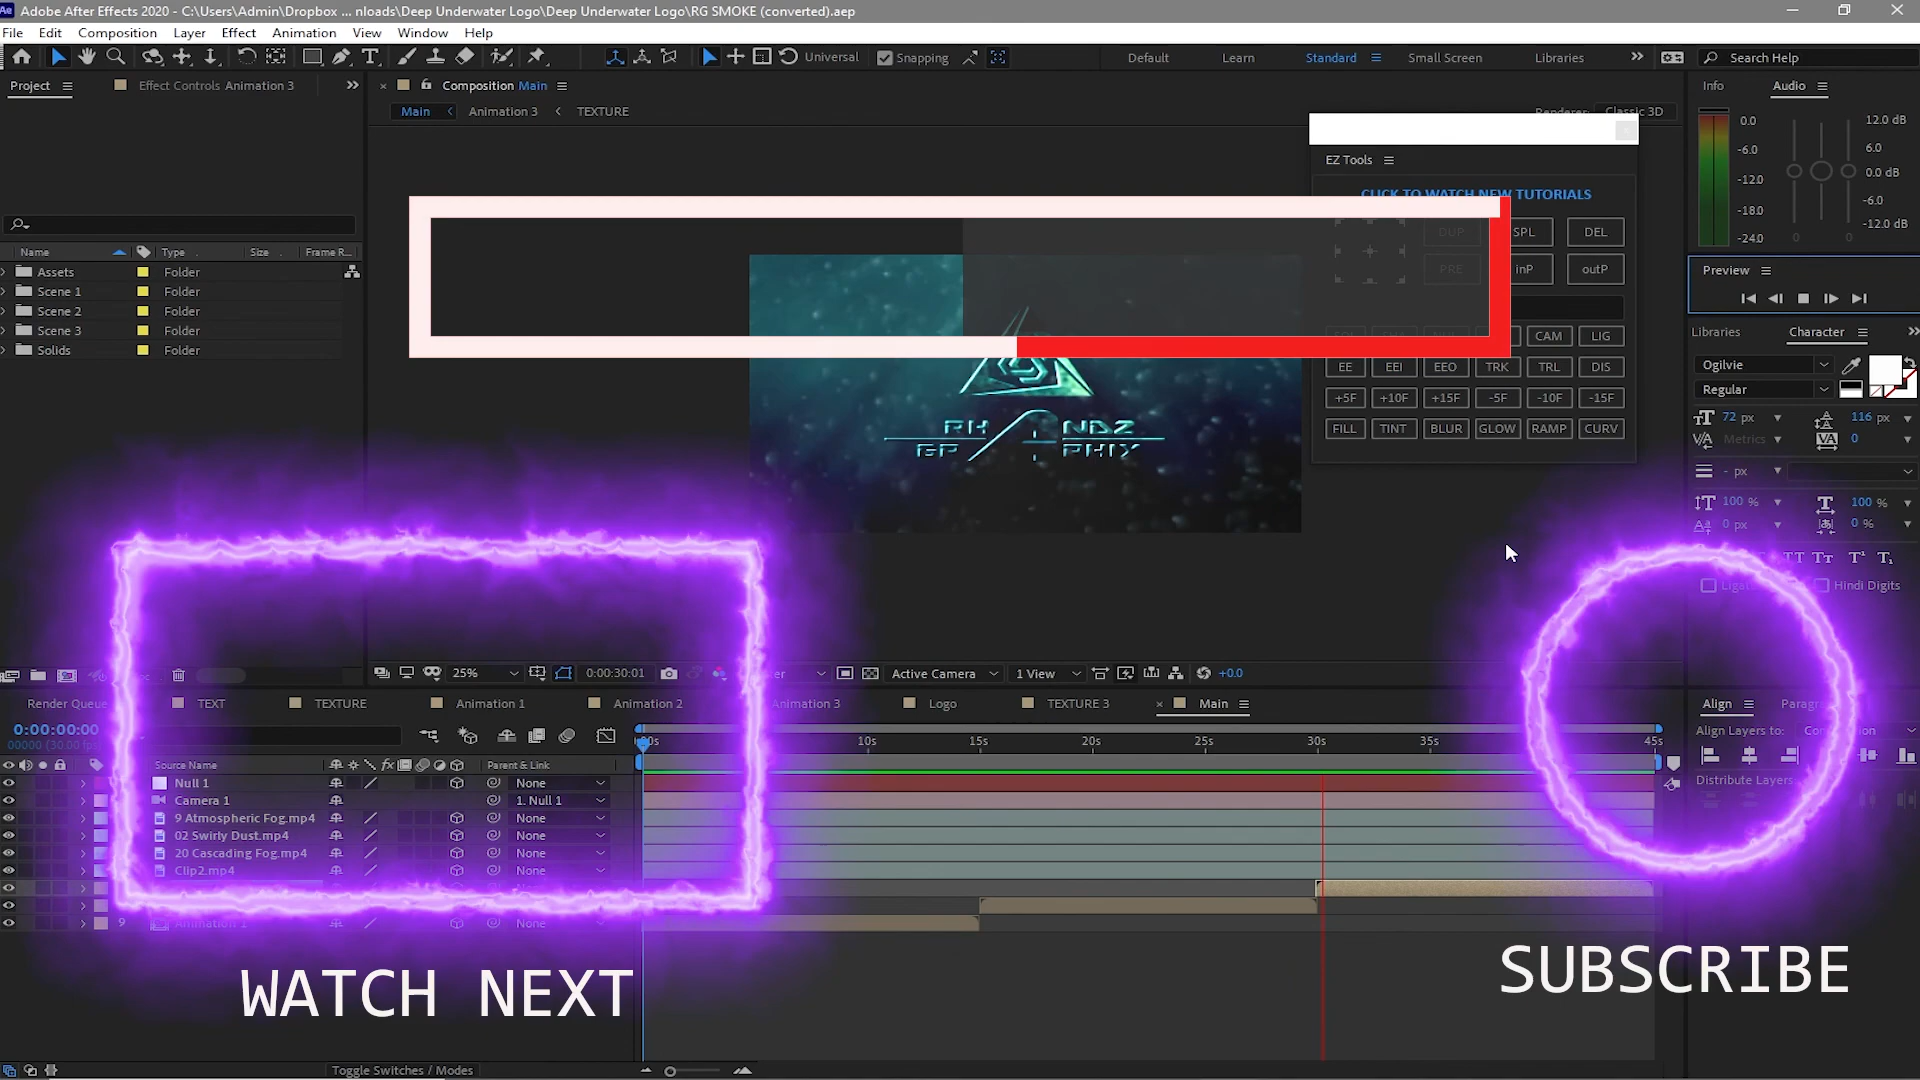 Adobe After Effects 2020 - C:\Users\Admin\Dropbox ... nloads\Deep Underwater Logo\Deep Underwater Logo\RG SMOKE (converted).aep
File Edit Composition Layer Effect Animation View Window Help
Universal Snapping Default Learn Standard Small Screen Libraries Search Help
Project Effect Controls Animation 3 Composition Main Info Audio
Main Animation 3 TEXTURE Renderer: Classic 3D
0.0 -6.0 -12.0 -18.0 -24.0
12.0 dB 6.0 0.0 dB -6.0 -12.0 dB
0 0
EZ Tools
CLICK TO WATCH NEW TUTORIALS
DUP SPL DEL
PRE inP outP
CAM LIG
EE EEI EEO TRK TRL DIS
+5F +10F +15F -5F -10F -15F
FILL TINT BLUR GLOW RAMP CURV
Name Type Size Frame R...
Assets Folder
Scene 1 Folder
Scene 2 Folder
Scene 3 Folder
Solids Folder
RH NDZ
GP PHIX
Preview
Libraries Character
Ogilvie
Regular
72 px 116 px
Metrics 0
- px
100 % 100 %
0 px 0 %
Hindi Digits
25% 0:00:30:01 Active Camera 1 View +0.0
Render Queue TEXT TEXTURE Animation 1 Animation 2 Animation 3 Logo TEXTURE 3 Main
0:00:00:00
00000 (30.00 fps)
10s 15s 20s 25s 30s 35s 45s
Source Name Parent & Link
Null 1 None
Camera 1 1. Null 1
9 Atmospheric Fog.mp4 None
02 Swirly Dust.mp4 None
20 Cascading Fog.mp4 None
Clip2.mp4 None
9 Animation 1
Align
Align Layers to:
Distribute Layers
WATCH NEXT
SUBSCRIBE
Toggle Switches / Modes